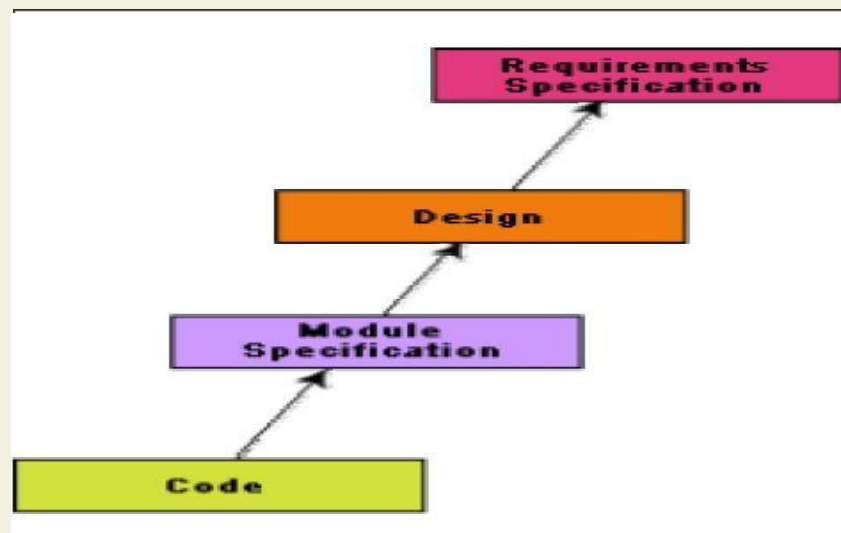 Requirements
Specification
Design
Module
Specification
Code